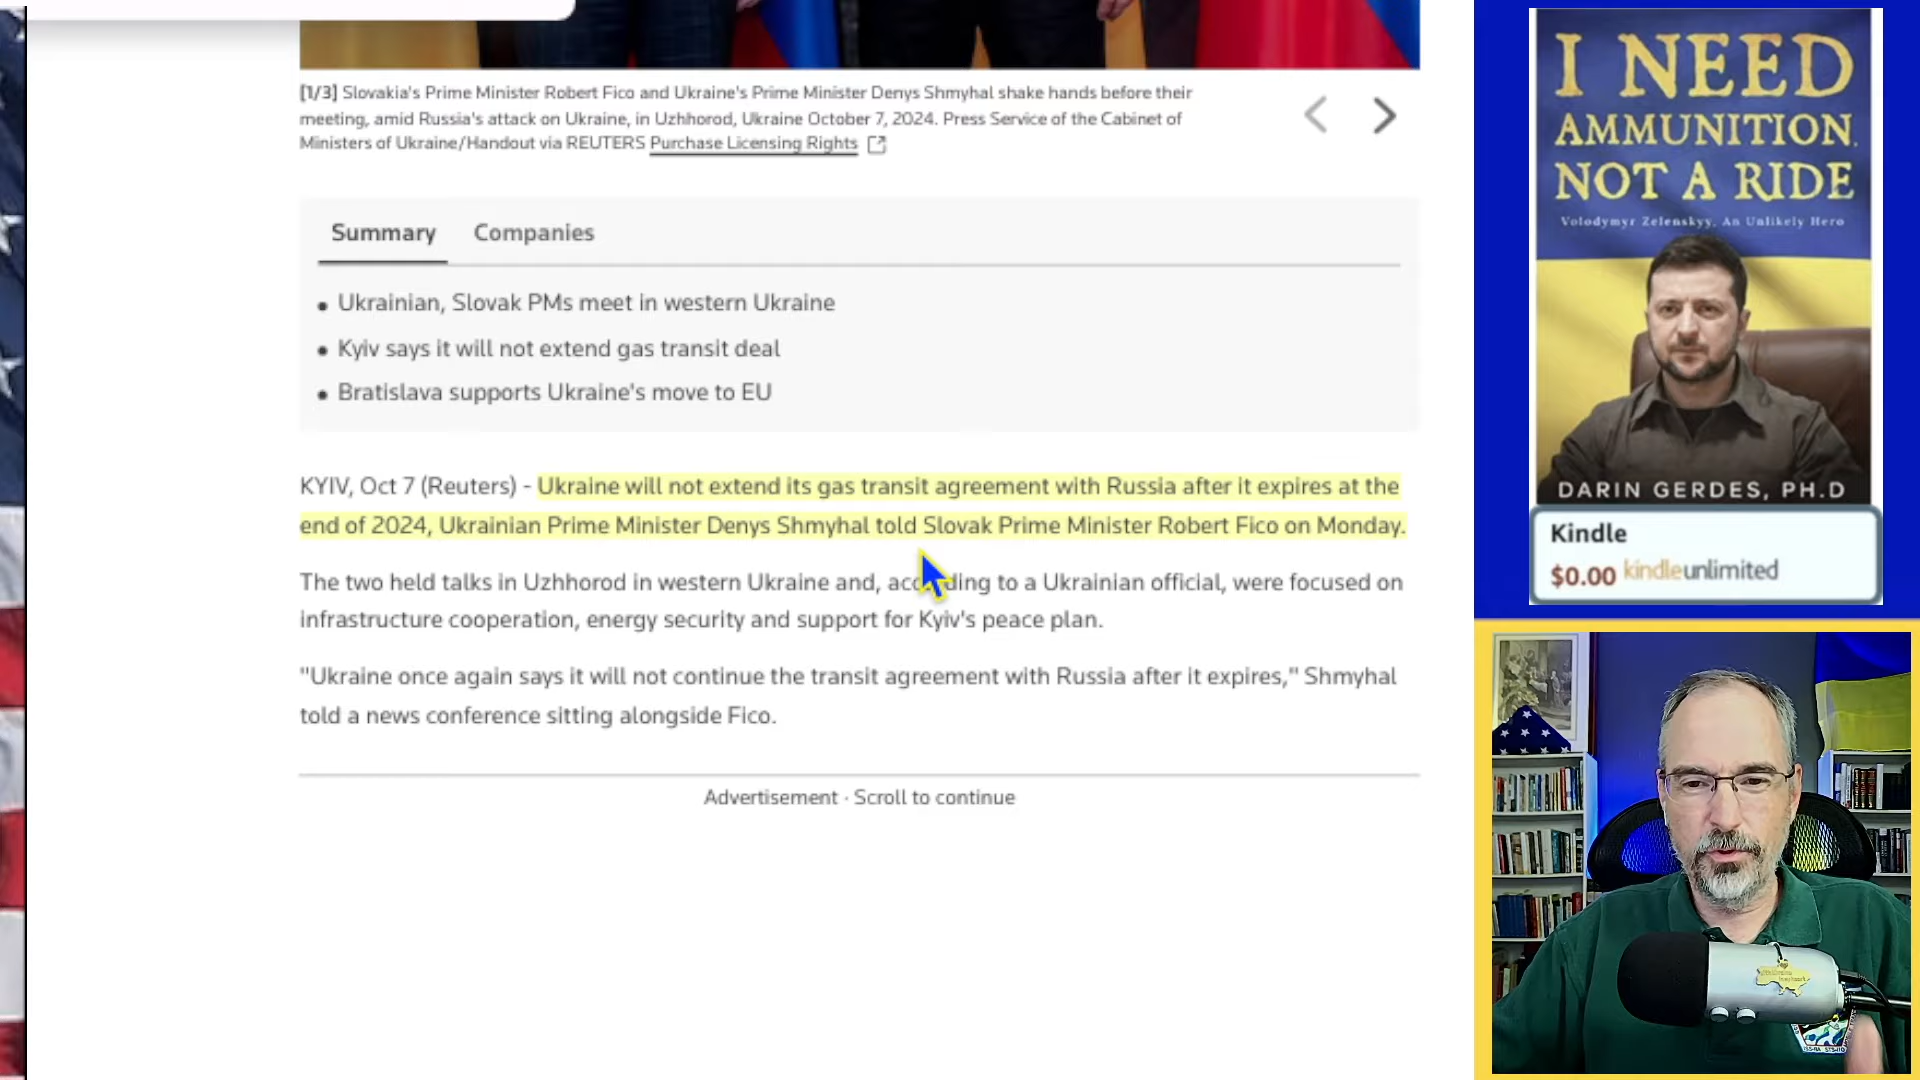 [1/3] Slovakia's Prime Minister Robert Fico and Ukraine's Prime Minister Denys Shmyhal shake hands before their
meeting, amid Russia's attack on Ukraine, in Uzhhorod, Ukraine October 7, 2024. Press Service of the Cabinet of
Ministers of Ukraine/Handout via REUTERS Purchase Licensing Rights
Summary Companies
• Ukrainian, Slovak PMs meet in western Ukraine
• Kyiv says it will not extend gas transit deal
• Bratislava supports Ukraine's move to EU
KYIV, Oct 7 (Reuters) - Ukraine will not extend its gas transit agreement with Russia after it expires at the
end of 2024, Ukrainian Prime Minister Denys Shmyhal told Slovak Prime Minister Robert Fico on Monday.
The two held talks in Uzhhorod in western Ukraine and, according to a Ukrainian official, were focused on
infrastructure cooperation, energy security and support for Kyiv's peace plan.
"Ukraine once again says it will not continue the transit agreement with Russia after it expires," Shmyhal
told a news conference sitting alongside Fico.
Advertisement · Scroll to continue
I NEED
AMMUNITION,
NOT A RIDE
Volodymyr Zelenskyy, An Unlikely Hero
DARIN GERDES, PH.D
Kindle
$0.00 kindleunlimited